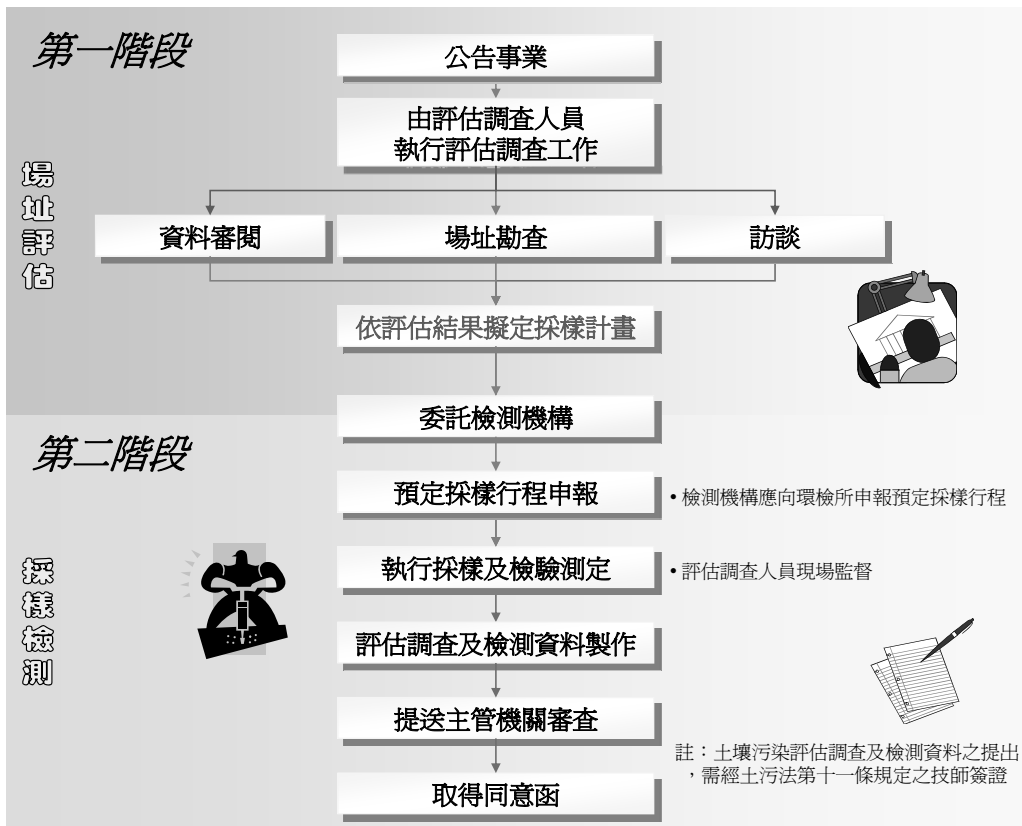 第一階段
場址評估
公告事業
由評估調查人員
執行評估調查工作
資料審閱
場址勘查
訪談
依評估結果擬定採樣計畫
委託檢測機構
第二階段
採樣檢測
預定採樣行程申報
•檢測機構應向環檢所申報預定採樣行程
執行採樣及檢驗測定
•評估調查人員現場監督
評估調查及檢測資料製作
提送主管機關審查
取得同意函
註：土壤污染評估調查及檢測資料之提出
，需經土污法第十一條規定之技師簽證